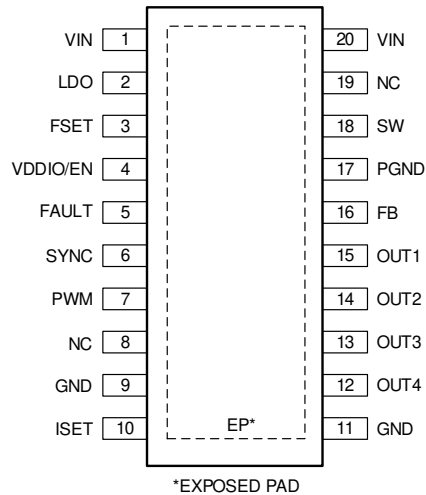 VIN 1 20 VIN
LDO 2 19 NC
FSET 3 18 SW
VDDIO/EN 4 17 PGND
FAULT 5 16 FB
SYNC 6 15 OUT1
PWM 7 14 OUT2
NC 8 13 OUT3
GND 9 12 OUT4
ISET 10 EP* 11 GND
*EXPOSED PAD